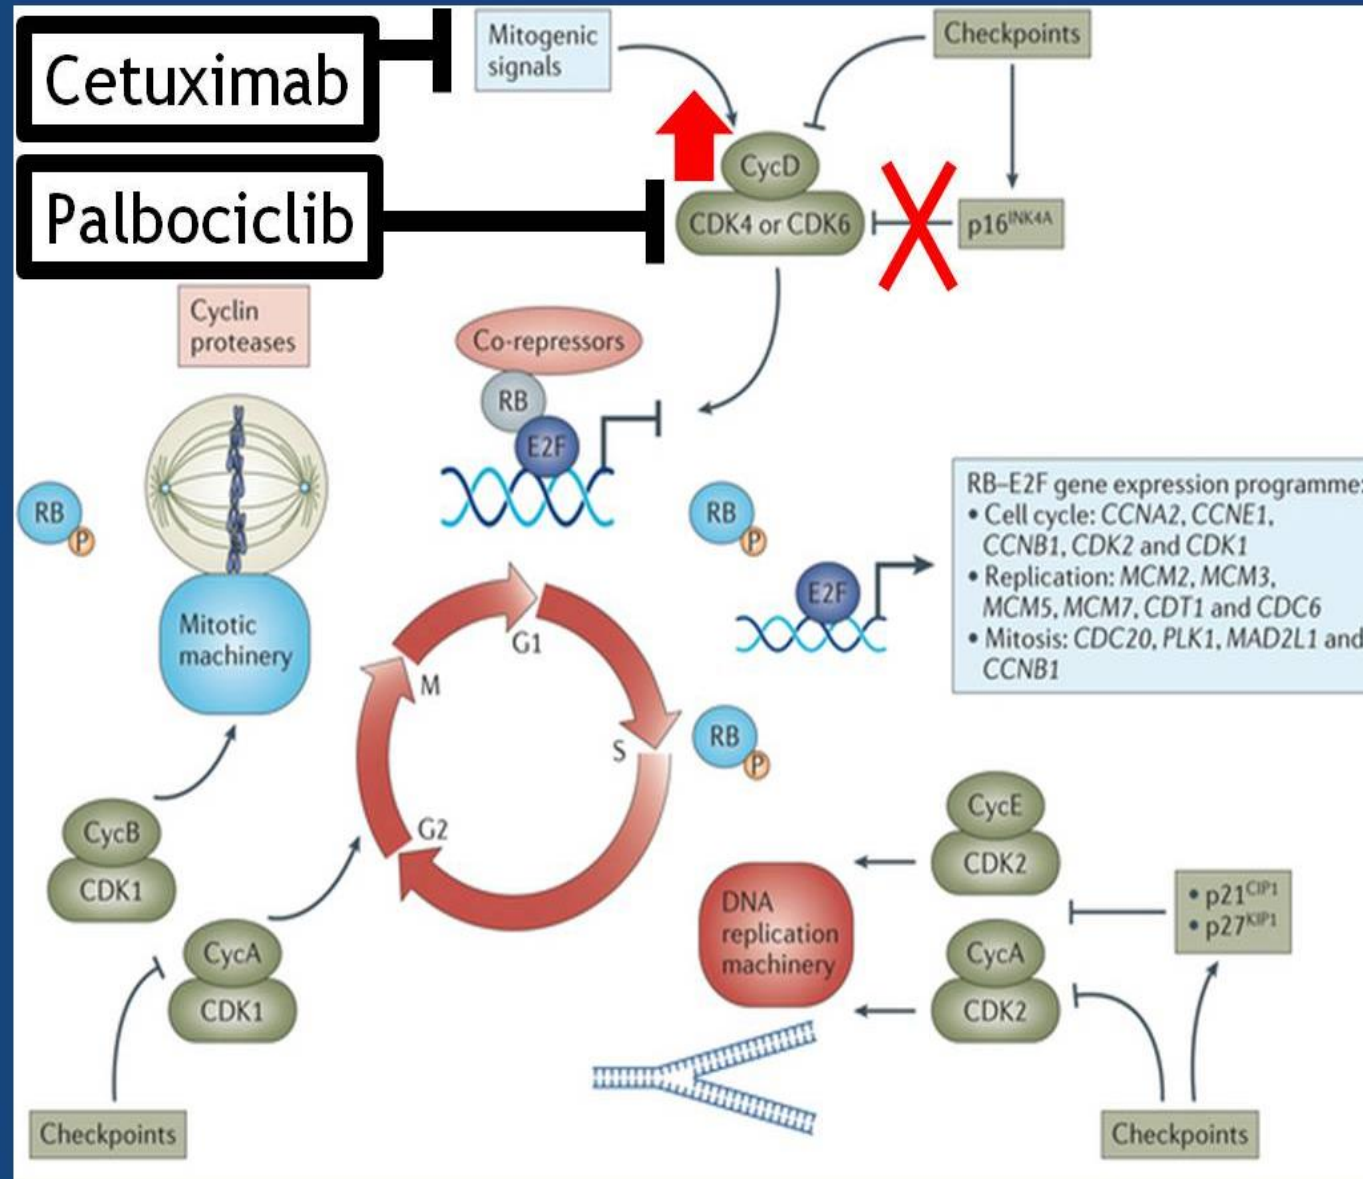 Cetuximab
Mitogenic
signals
Checkpoints
CycD
CDK4 or CDK6
p16INK4A
Palbociclib
Cyclin
proteases
Co-repressors
RB
E2F
RB
P
RB
P
E2F
RB–E2F gene expression programme:
• Cell cycle: CCNA2, CCNE1,
CCNB1, CDK2 and CDK1
• Replication: MCM2, MCM3,
MCM5, MCM7, CDT1 and CDC6
• Mitosis: CDC20, PLK1, MAD2L1 and
CCNB1
Mitotic
machinery
G1
M
S
G2
RB
P
CycB
CDK1
CycA
CDK1
Checkpoints
DNA
replication
machinery
CycE
CDK2
CycA
CDK2
• p21CIP1
• p27KIP1
Checkpoints